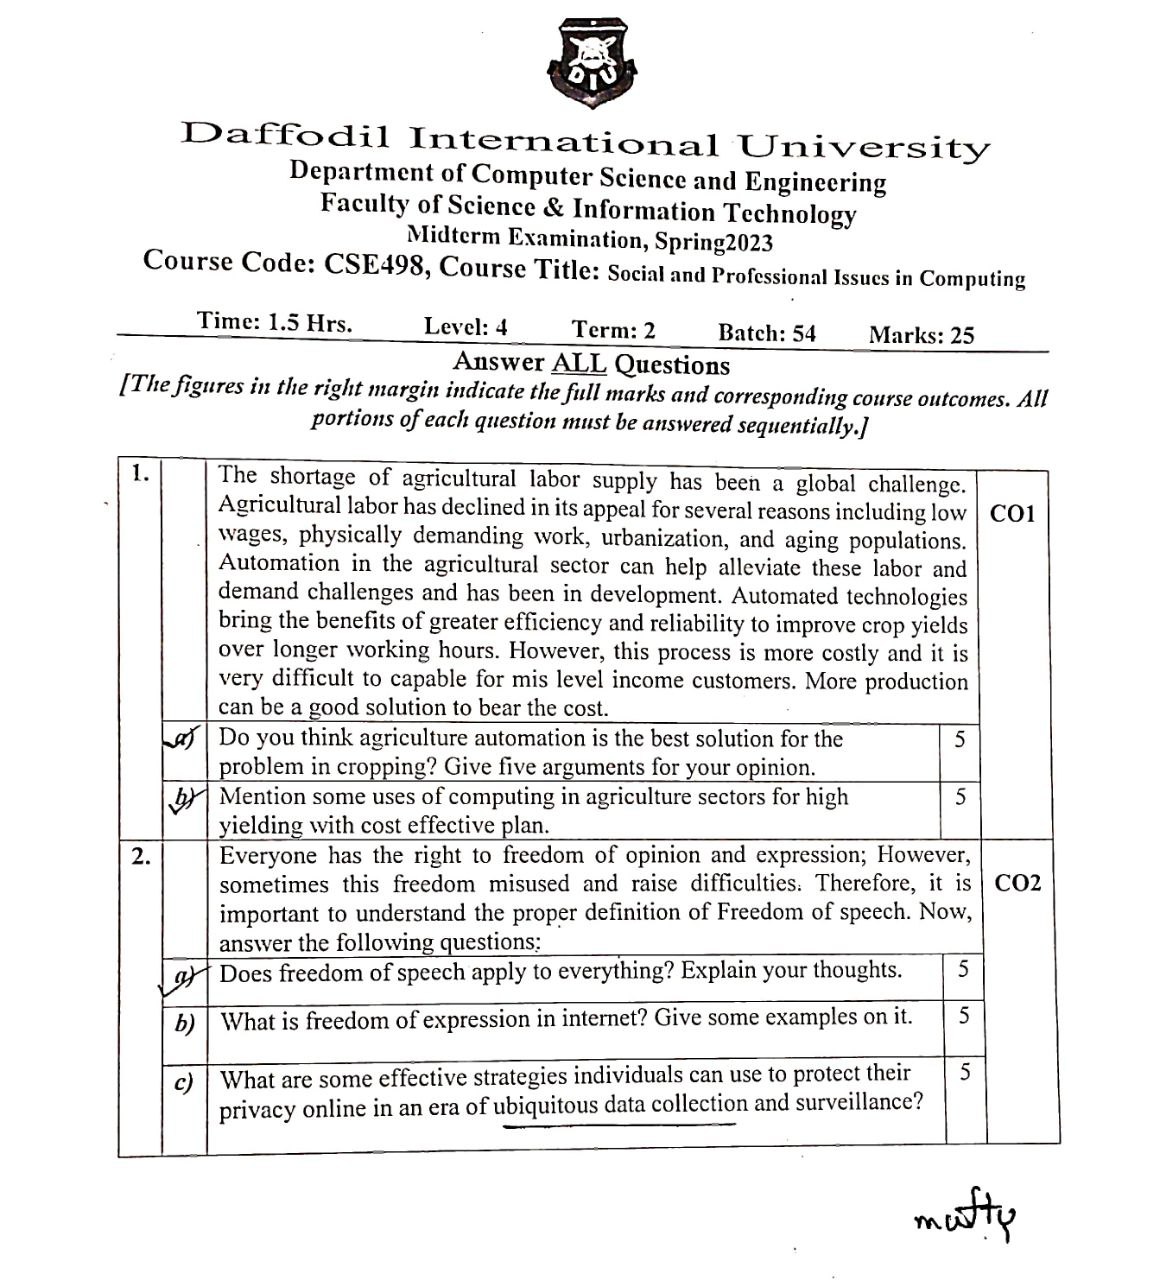 DIU
Daffodil International University
Department of Computer Science and Engineering
Faculty of Science & Information Technology
Midterm Examination, Spring2023
Course Code: CSE498, Course Title: Social and Professional Issues in Computing
Time: 1.5 Hrs. Level: 4 Term: 2 Batch: 54 Marks: 25
Answer ALL Questions
[The figures in the right margin indicate the full marks and corresponding course outcomes. All
portions of each question must be answered sequentially.]
1. The shortage of agricultural labor supply has been a global challenge.
Agricultural labor has declined in its appeal for several reasons including low CO1
wages, physically demanding work, urbanization, and aging populations.
Automation in the agricultural sector can help alleviate these labor and
demand challenges and has been in development. Automated technologies
bring the benefits of greater efficiency and reliability to improve crop yields
over longer working hours. However, this process is more costly and it is
very difficult to capable for mis level income customers. More production
can be a good solution to bear the cost.
a) Do you think agriculture automation is the best solution for the 5
problem in cropping? Give five arguments for your opinion.
b) Mention some uses of computing in agriculture sectors for high 5
yielding with cost effective plan.
2. Everyone has the right to freedom of opinion and expression; However,
sometimes this freedom misused and raise difficulties. Therefore, it is CO2
important to understand the proper definition of Freedom of speech. Now,
answer the following questions:
a) Does freedom of speech apply to everything? Explain your thoughts. 5
b) What is freedom of expression in internet? Give some examples on it. 5
c) What are some effective strategies individuals can use to protect their 5
privacy online in an era of ubiquitous data collection and surveillance?